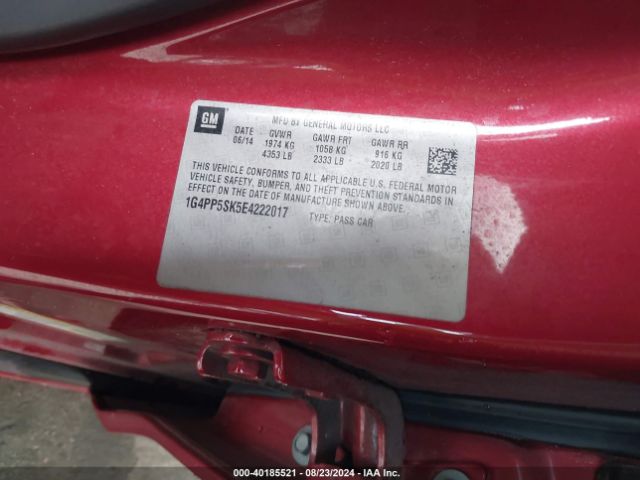 GM
MFD BY GENERAL MOTORS LLC
DATE GVWR GAWR FRT GAWR RR
06/14 1974 KG 1058 KG 916 KG
4353 LB 2333 LB 2020 LB
THIS VEHICLE CONFORMS TO ALL APPLICABLE U.S. FEDERAL MOTOR
VEHICLE SAFETY, BUMPER, AND THEFT PREVENTION STANDARDS IN
EFFECT ON THE DATE OF MANUFACTURE SHOWN ABOVE.
1G4PP5SK5E4222017 TYPE: PASS CAR
000-40185521 - 08/23/2024 - IAA Inc.